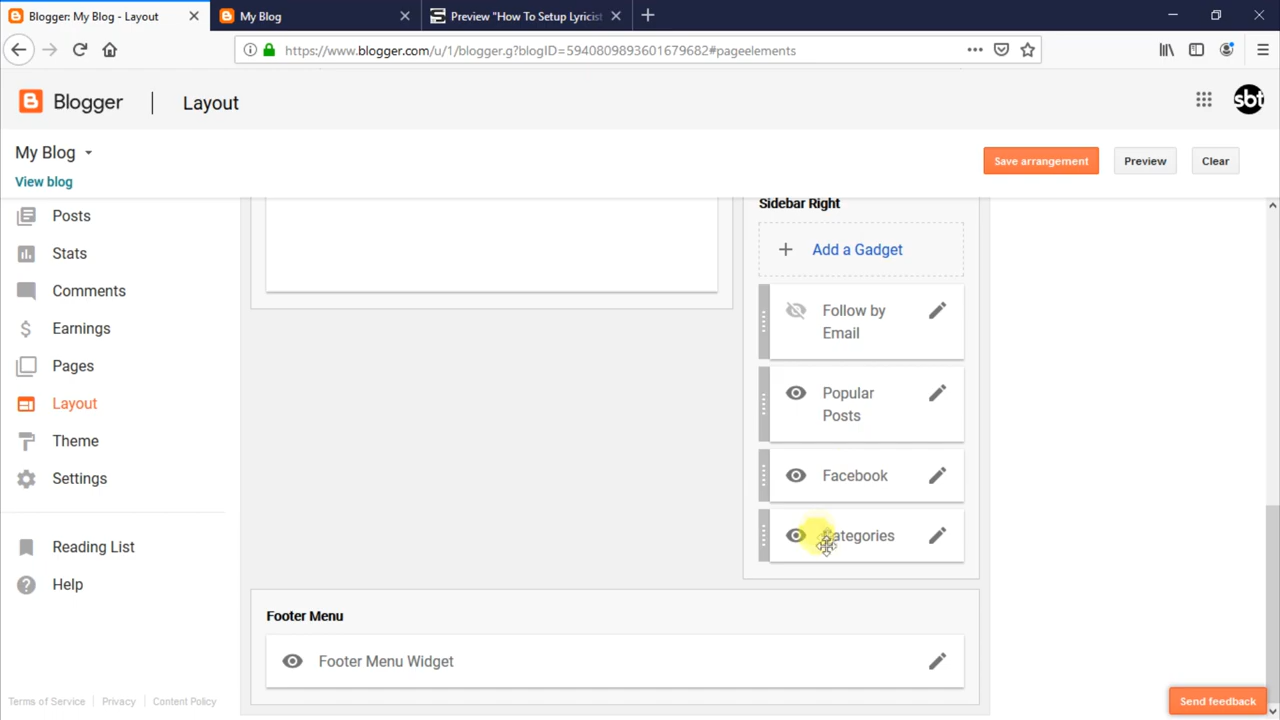 Blogger: My Blog - Layout
My Blog
Preview "How To Setup Lyricist
https://www.blogger.com/u/1/blogger.g?blogID=5940809893601679682#pageelements
Blogger
Layout
sbt
My Blog
View blog
Save arrangement
Preview
Clear
Posts
Stats
Comments
Earnings
Pages
Layout
Theme
Settings
Reading List
Help
Terms of Service
Privacy
Content Policy
Sidebar Right
Add a Gadget
Follow by
Email
Popular
Posts
Facebook
Categories
Footer Menu
Footer Menu Widget
Send feedback